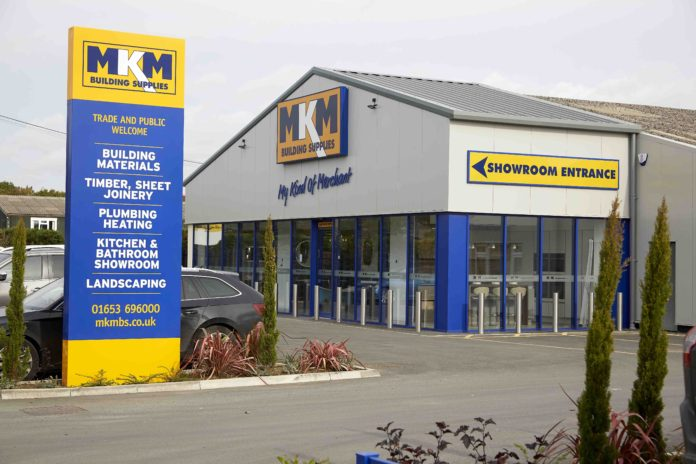 MKM
BUILDING SUPPLIES
TRADE AND PUBLIC
WELCOME
BUILDING
MATERIALS
TIMBER, SHEET
JOINERY
PLUMBING
HEATING
KITCHEN &
BATHROOM
SHOWROOM
LANDSCAPING
01653 696000
mkmbs.co.uk
MKM
BUILDING SUPPLIES
My Kind Of Merchant
SHOWROOM ENTRANCE